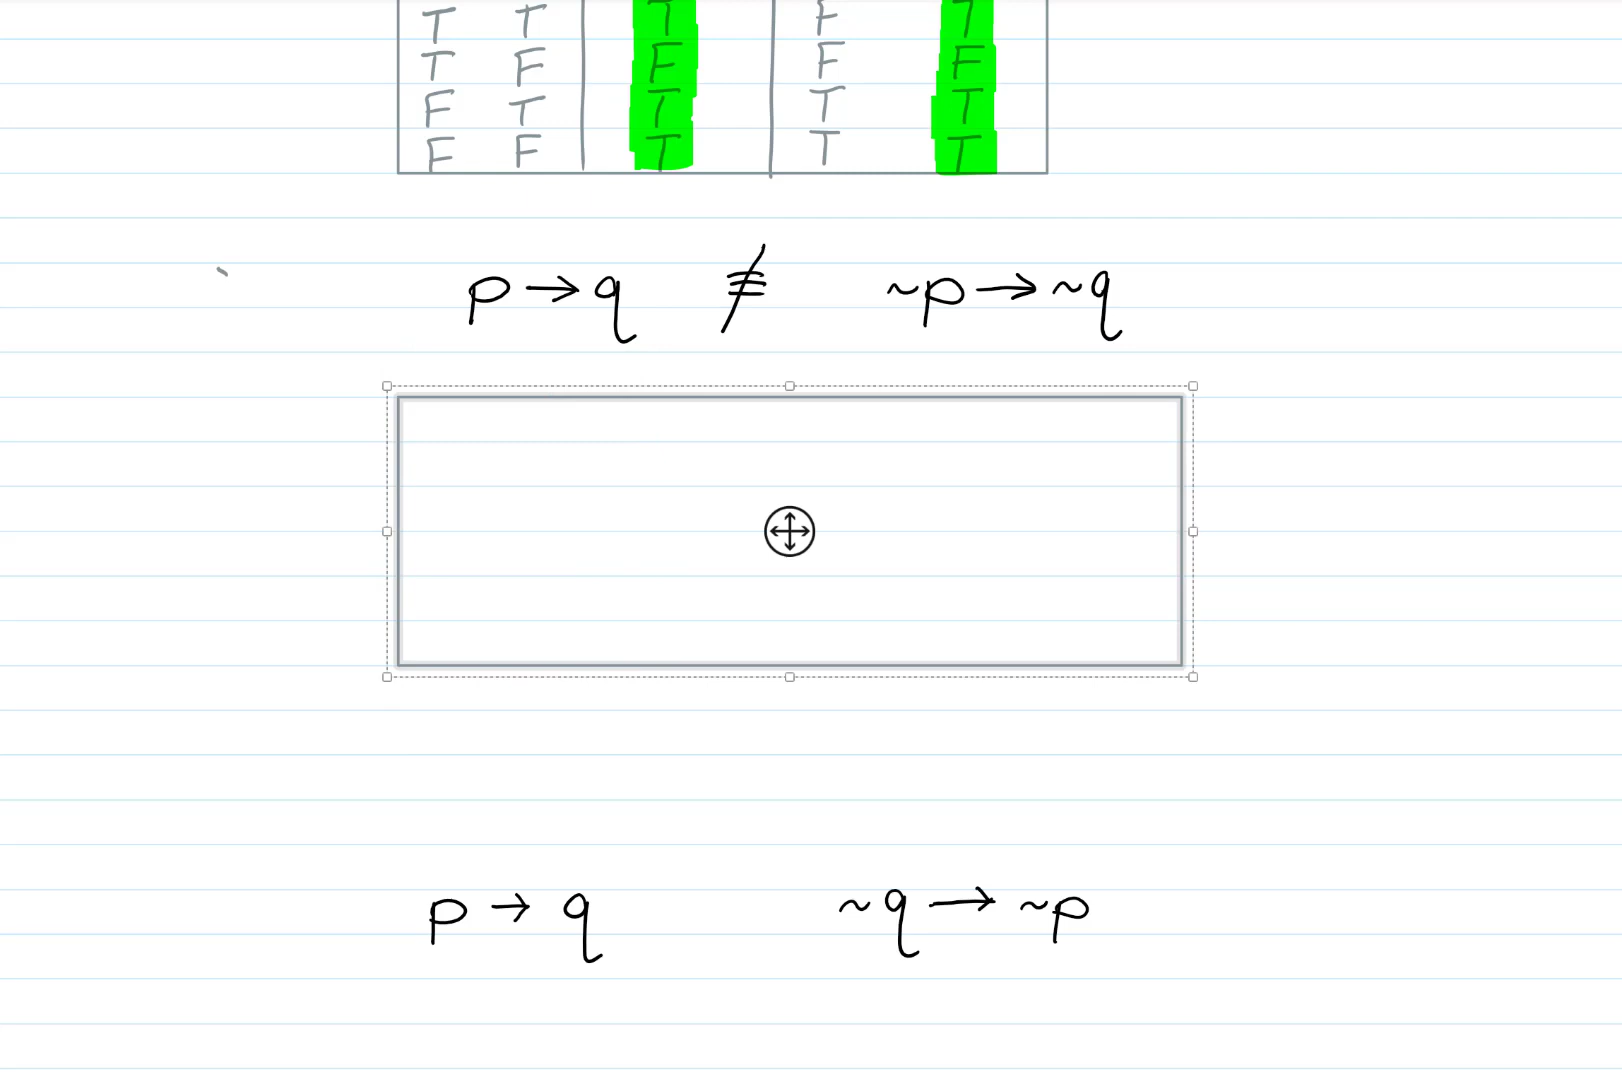 T T T F T
T F F F F
F T T T T
F F T T T
p → q ≢ ~p → ~q
p → q ~q → ~p